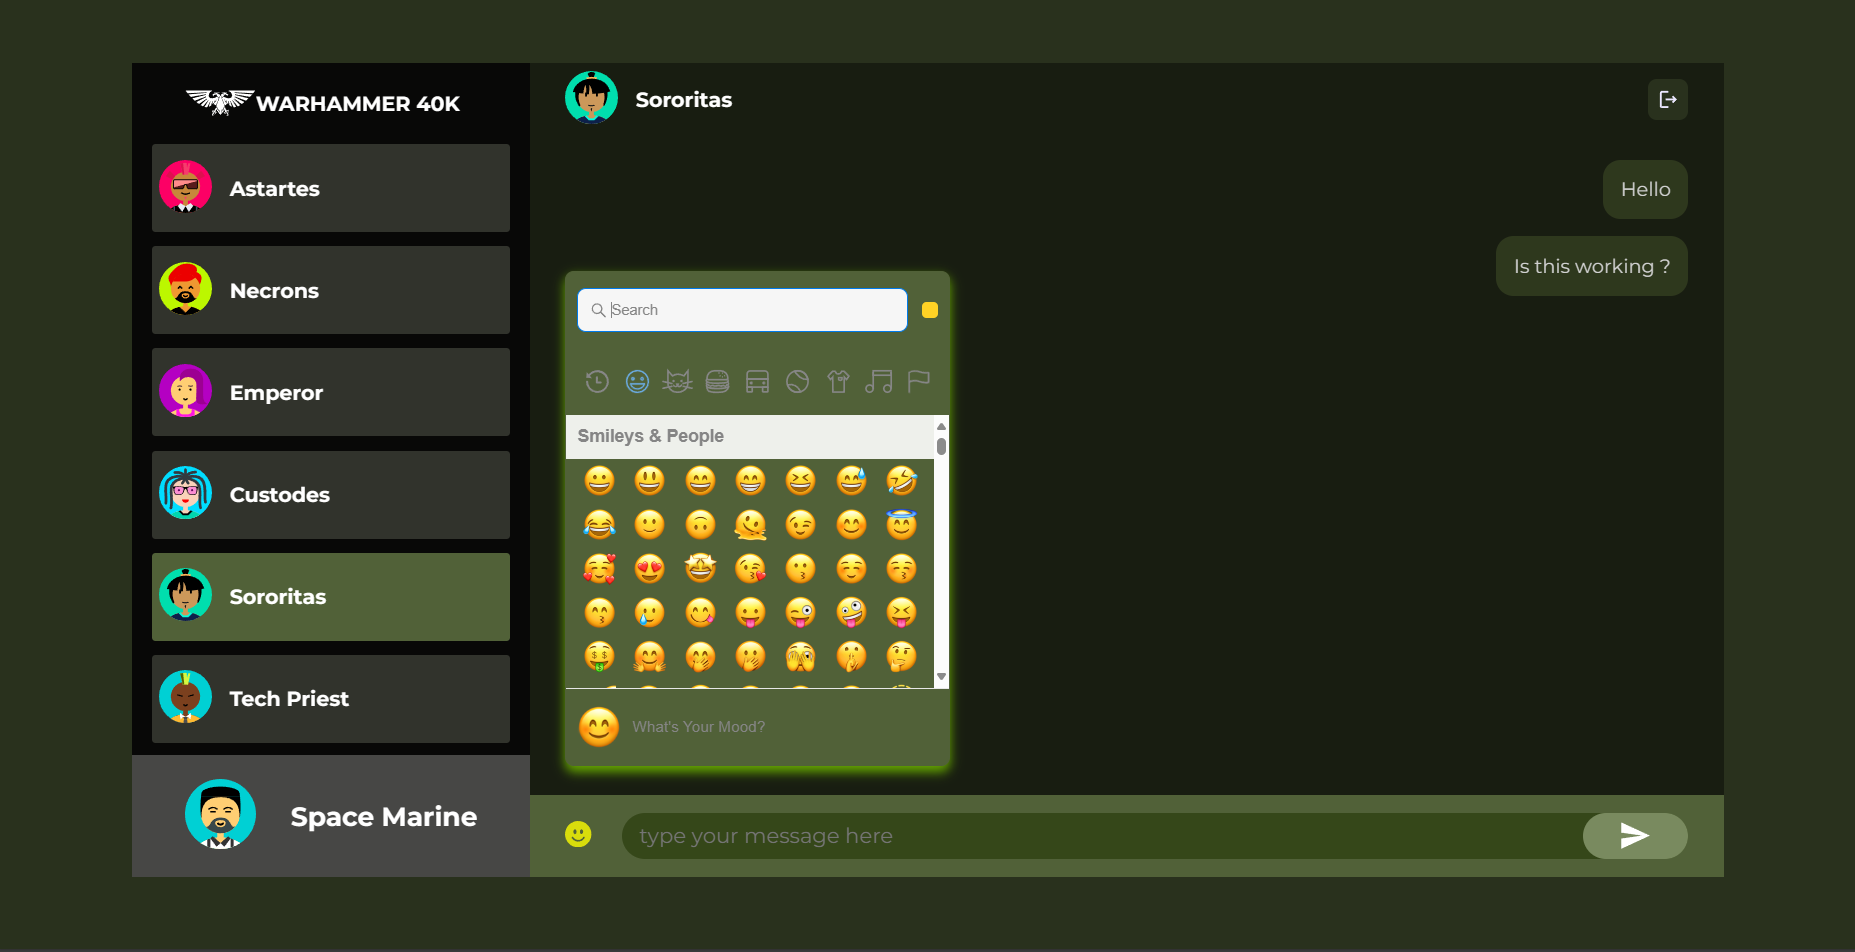 WARHAMMER 40K
Astartes
Necrons
Emperor
Custodes
Sororitas
Tech Priest
Space Marine
Sororitas
Hello
Is this working ?
Search
Smileys & People
What's Your Mood?
type your message here